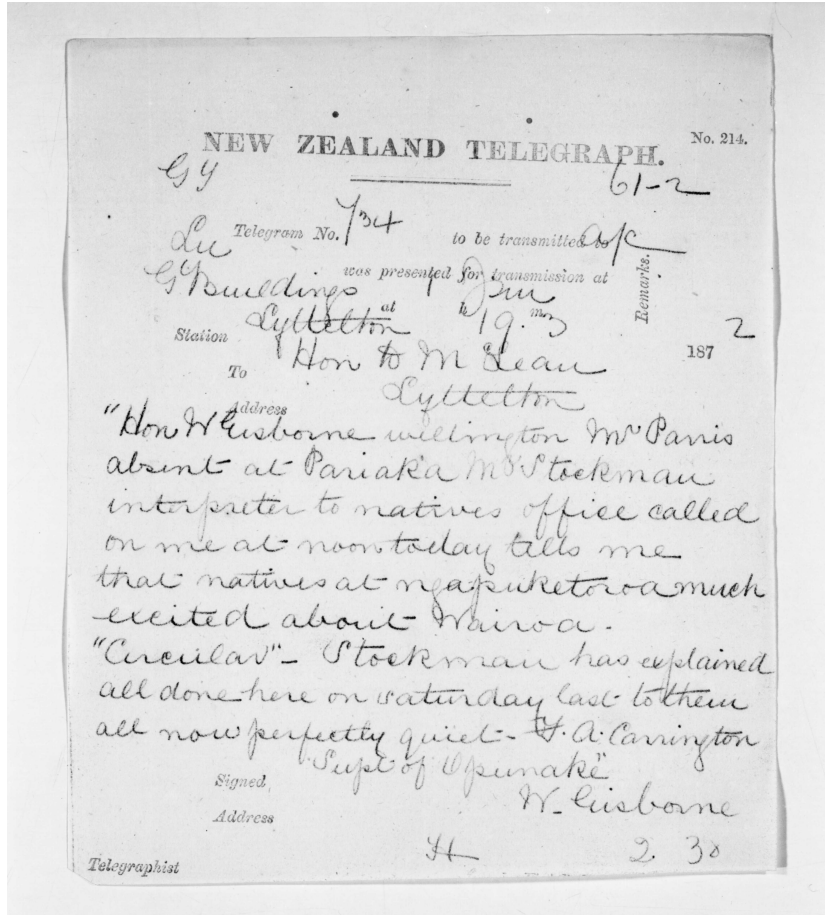 NEW ZEALAND TELEGRAPH.
No. 214.
GY
61-2
Telegram No. 734 to be transmitted to
was presented for transmission at
Gt Buildings
Remarks.
Station Lyttelton at h 19. m
187 2
To Hon D McLean
Address Lyttelton
"Hon W Gisborne wellington Mr Parris
absent at Pariaka Mr Stockman
interpreter to natives office called
on me at noon today tells me
that natives at ngapuketoroa much
excited about Wairoa.
"Circular" - Stockman has explained
all done here on saturday last to them
all now perfectly quiet - F. A. Carrington
Supt of Opunake"
Signed
W. Gisborne
Address
2. 30
Telegraphist